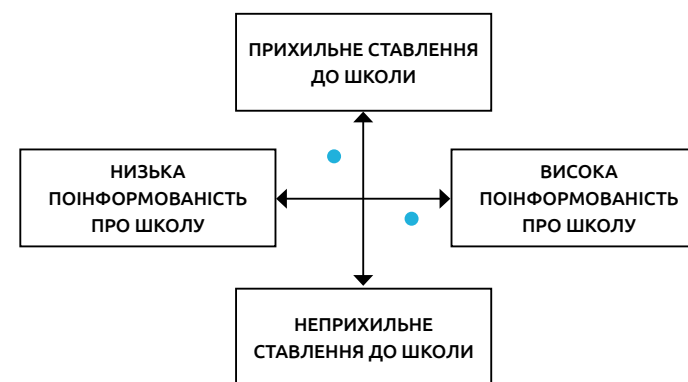 ПРИХИЛЬНЕ СТАВЛЕННЯ
ДО ШКОЛИ
НИЗЬКА
ПОІНФОРМОВАНІСТЬ
ПРО ШКОЛУ
ВИСОКА
ПОІНФОРМОВАНІСТЬ
ПРО ШКОЛУ
НЕПРИХИЛЬНЕ
СТАВЛЕННЯ ДО ШКОЛИ